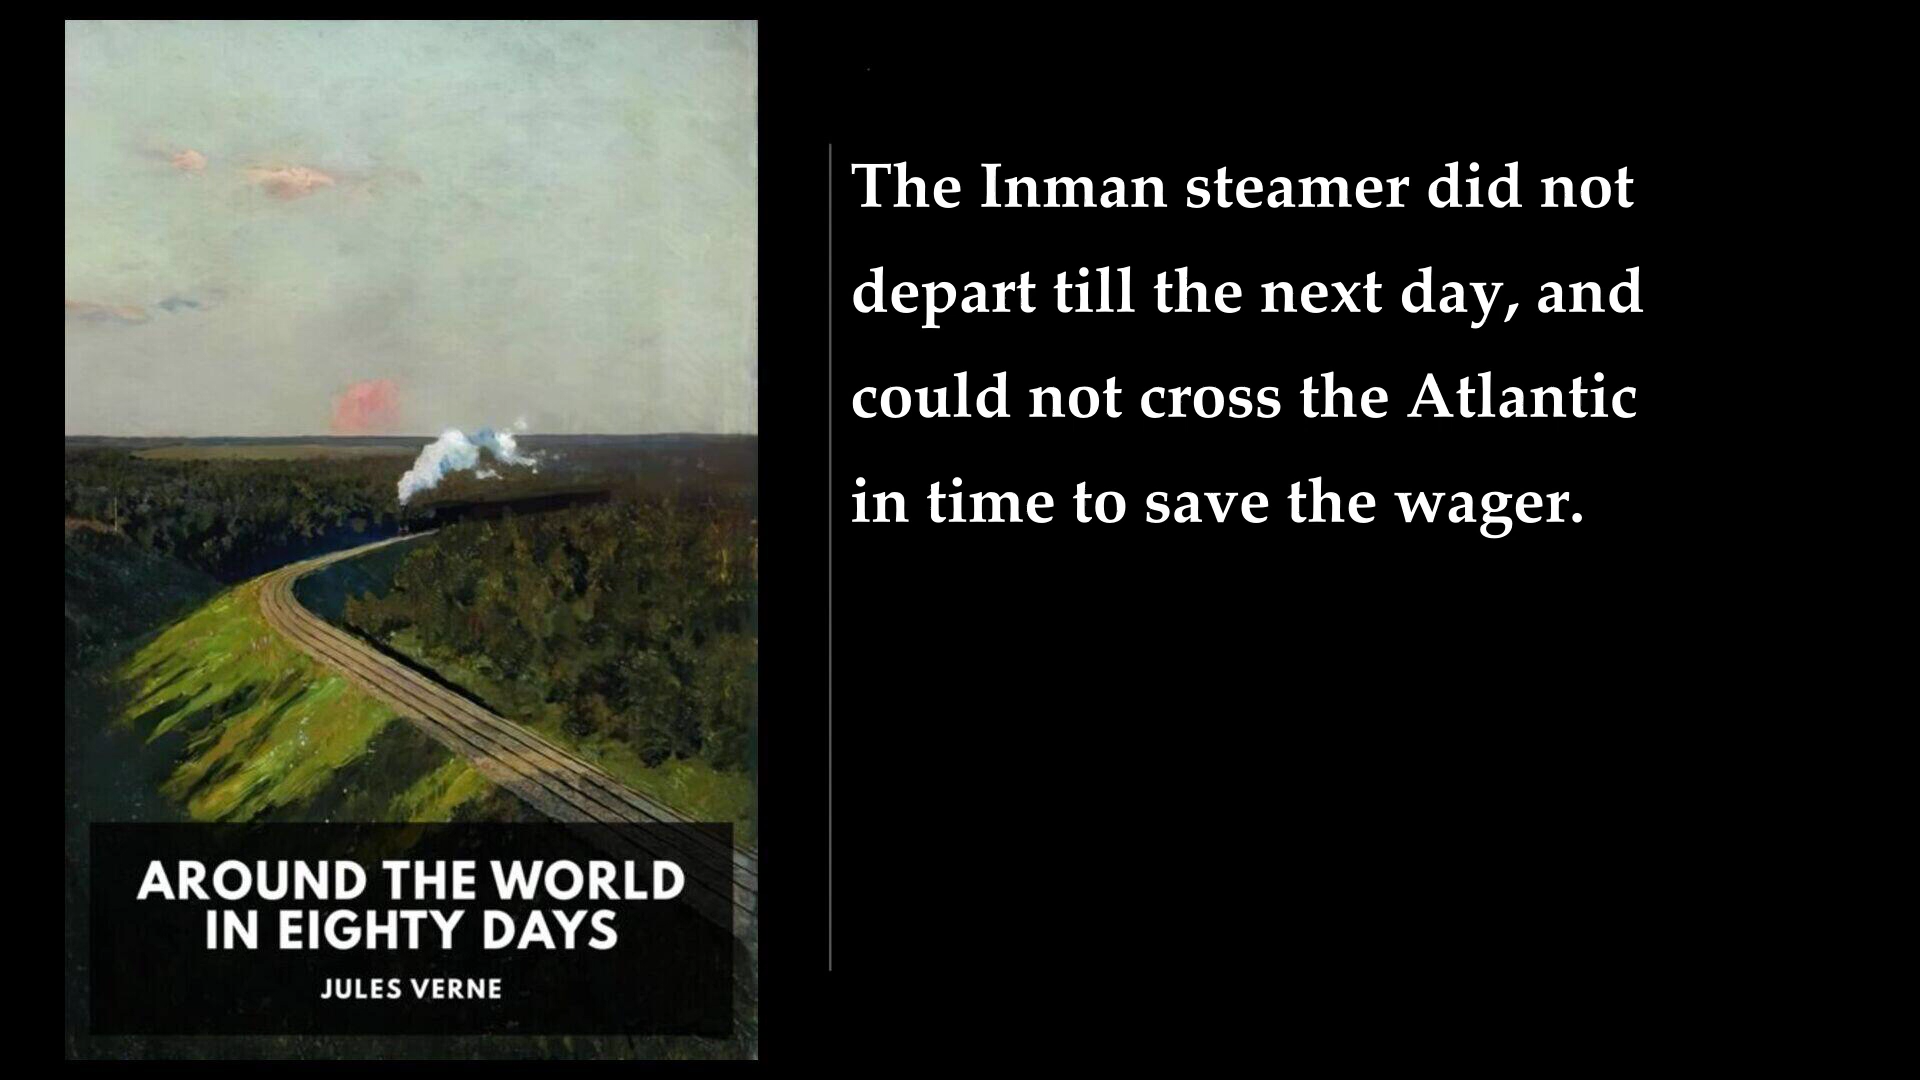 The Inman steamer did not
depart till the next day, and
could not cross the Atlantic
in time to save the wager.
AROUND THE WORLD
IN EIGHTY DAYS
JULES VERNE